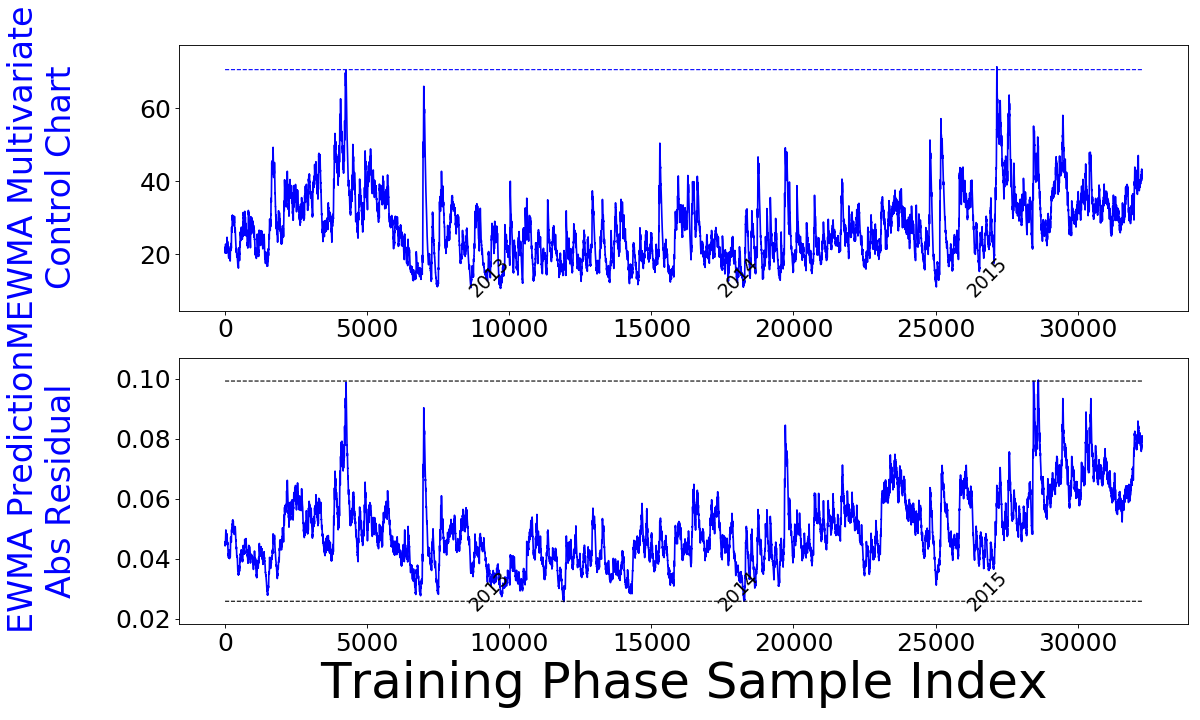 MEWMA Multivariate
Control Chart
60
40
20
2013
2014
2015
0 5000 10000 15000 20000 25000 30000
EWMA Prediction
Abs Residual
0.10
0.08
0.06
0.04
0.02
2013
2014
2015
0 5000 10000 15000 20000 25000 30000
Training Phase Sample Index